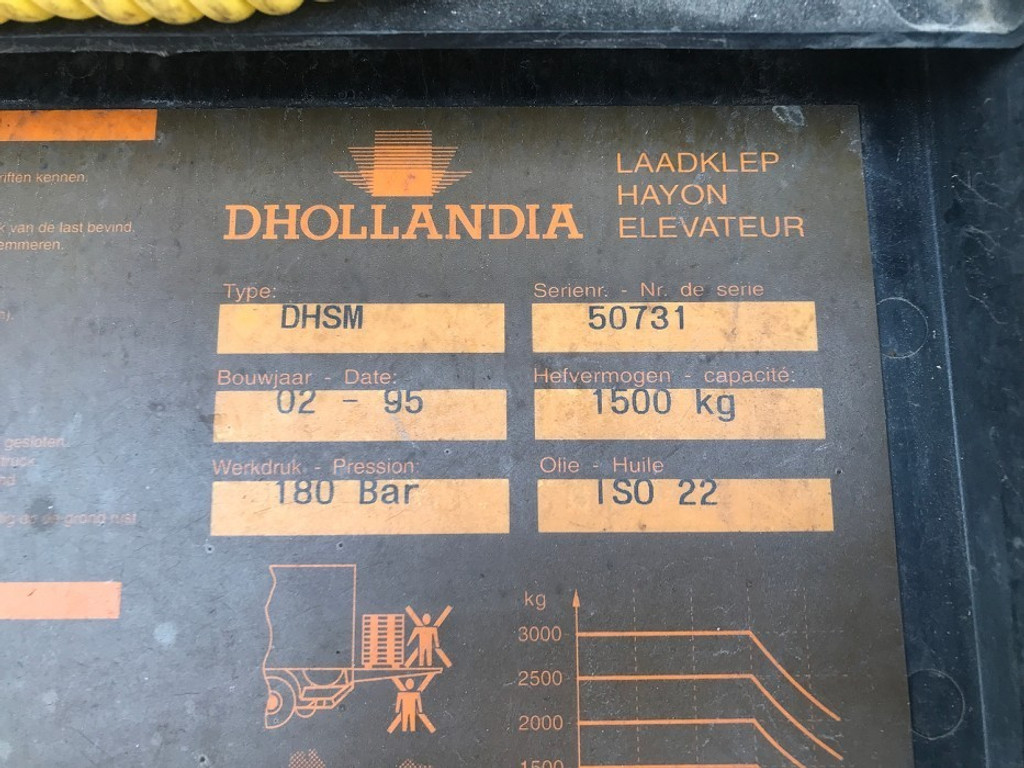 riften kennen.
k van de last bevind,
emmeren.
gesloten.
truck
DHOLLANDIA
LAADKLEP
HAYON
ELEVATEUR
Type:
DHSM
Serienr. - Nr. de serie
50731
Bouwjaar - Date:
02 - 95
Hefvermogen - capacité:
1500 kg
Werkdruk - Pression:
180 Bar
Olie - Huile
ISO 22
kg
3000
2500
2000
1500